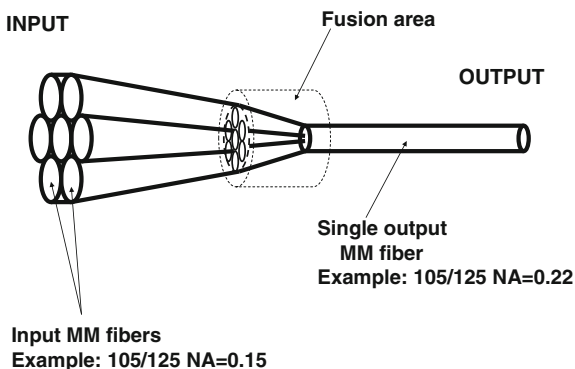 INPUT
Fusion area
OUTPUT
Single output
MM fiber
Example: 105/125 NA=0.22
Input MM fibers
Example: 105/125 NA=0.15